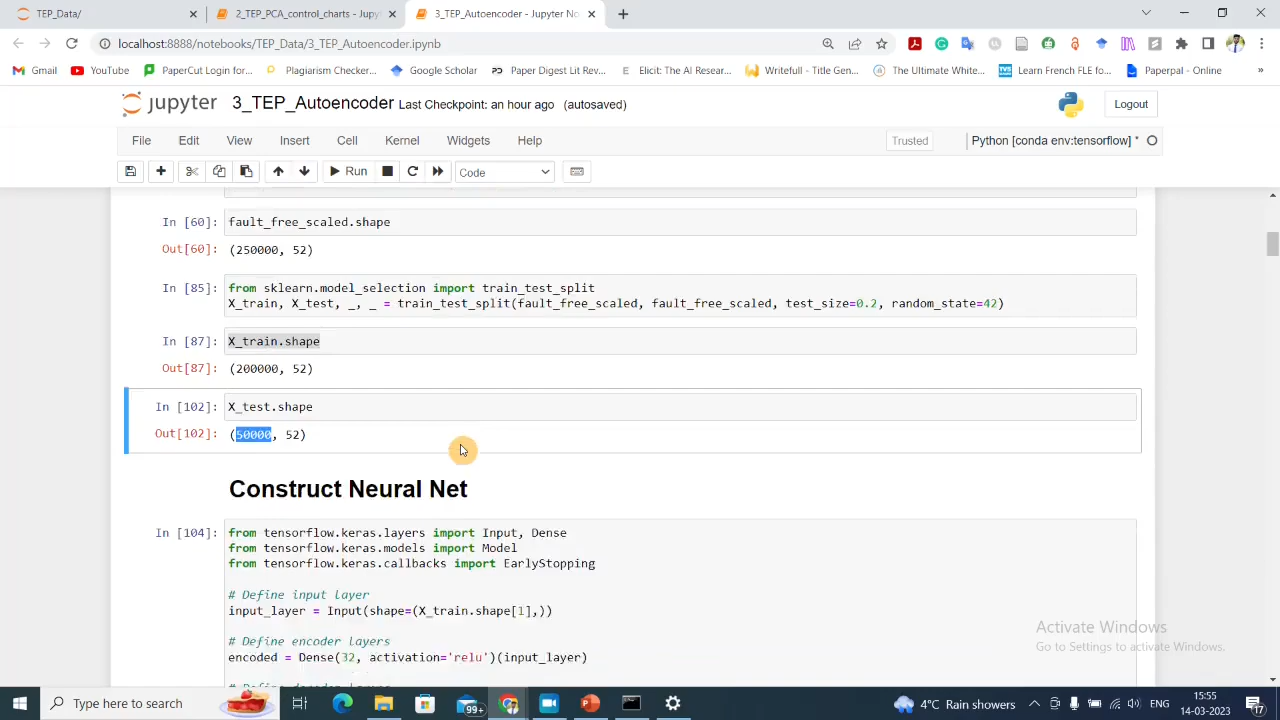 TEP_Data/
2_TEP_PCA_control_charts - Jupyt
3_TEP_Autoencoder - Jupyter No
localhost:8888/notebooks/TEP_Data/3_TEP_Autoencoder.ipynb
Gmail
YouTube
PaperCut Login for...
Plagiarism Checker...
Google Scholar
Paper Digest Lit Rev...
Elicit: The AI Resear...
Writefull - Title Gen...
The Ultimate White...
Learn French FLE fo...
Paperpal - Online
»
jupyter 3_TEP_Autoencoder Last Checkpoint: an hour ago (autosaved)
Logout
File Edit View Insert Cell Kernel Widgets Help
Trusted
Python [conda env:tensorflow] *
Run
Code
In [60]: fault_free_scaled.shape
Out[60]: (250000, 52)
In [85]: from sklearn.model_selection import train_test_split
X_train, X_test, _, _ = train_test_split(fault_free_scaled, fault_free_scaled, test_size=0.2, random_state=42)
In [87]: X_train.shape
Out[87]: (200000, 52)
In [102]: X_test.shape
Out[102]: (50000, 52)
Construct Neural Net
In [104]: from tensorflow.keras.layers import Input, Dense
from tensorflow.keras.models import Model
from tensorflow.keras.callbacks import EarlyStopping
# Define input layer
input_layer = Input(shape=(X_train.shape[1],))
# Define encoder layers
encoded = Dense(32, activation='relu')(input_layer)
Activate Windows
Go to Settings to activate Windows.
Type here to search
99+
4°C Rain showers
ENG
15:55
14-03-2023
17